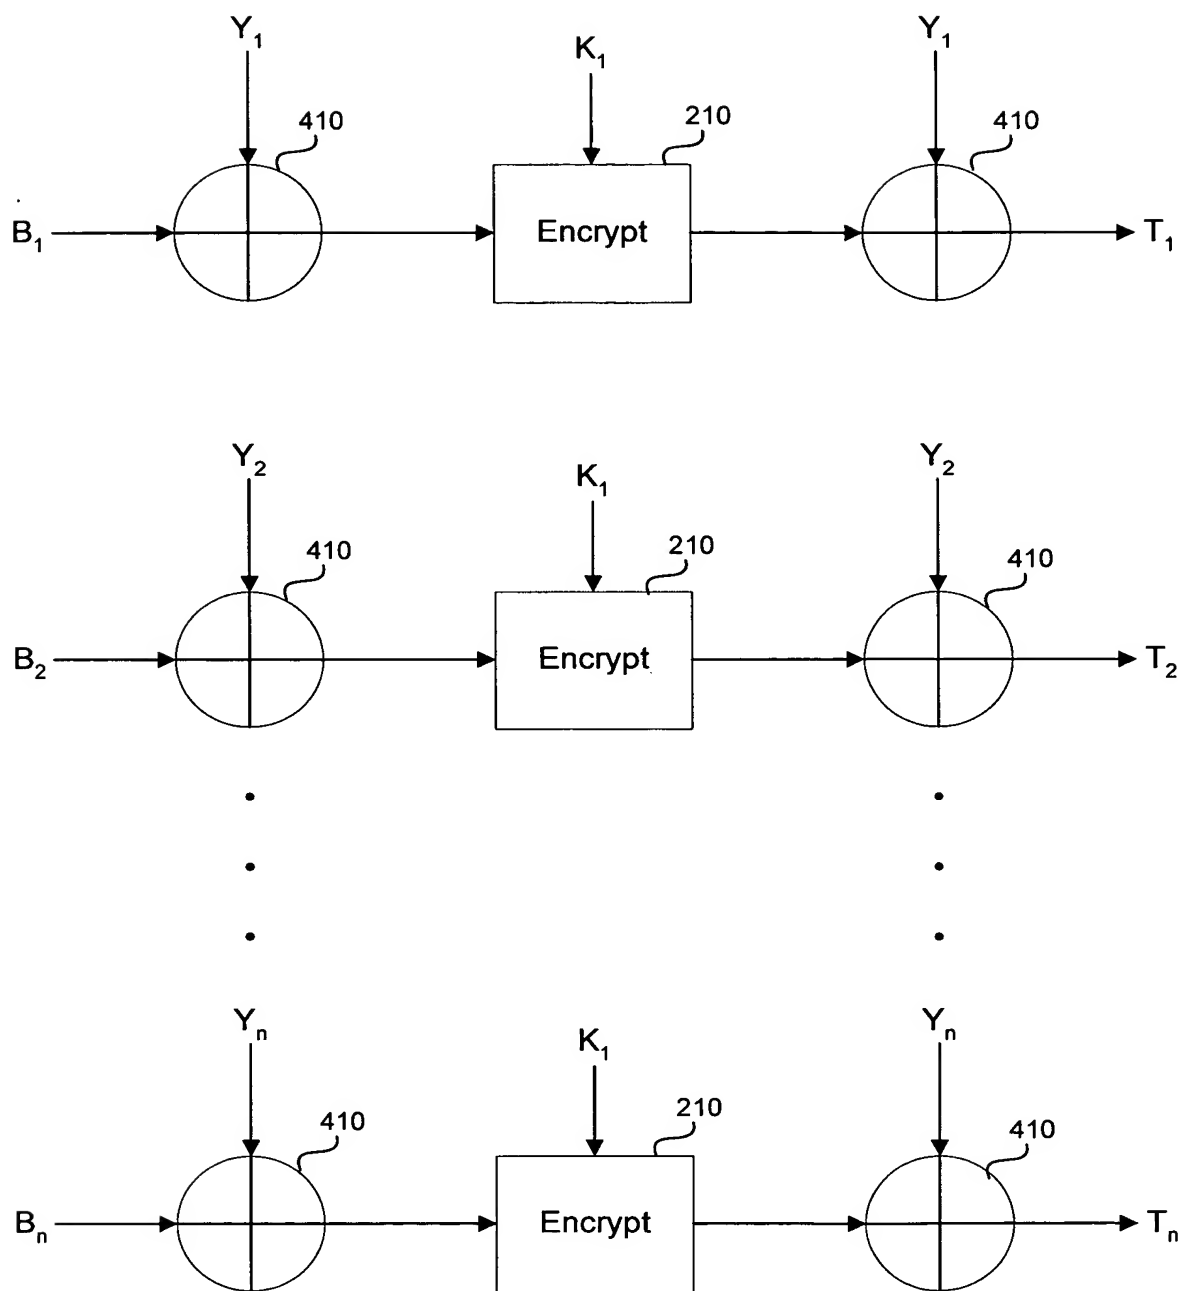 Y1 K1 Y1
410 210 410
B1 Encrypt T1
Y2 K1 Y2
410 210 410
B2 Encrypt T2
Yn K1 Yn
410 210 410
Bn Encrypt Tn